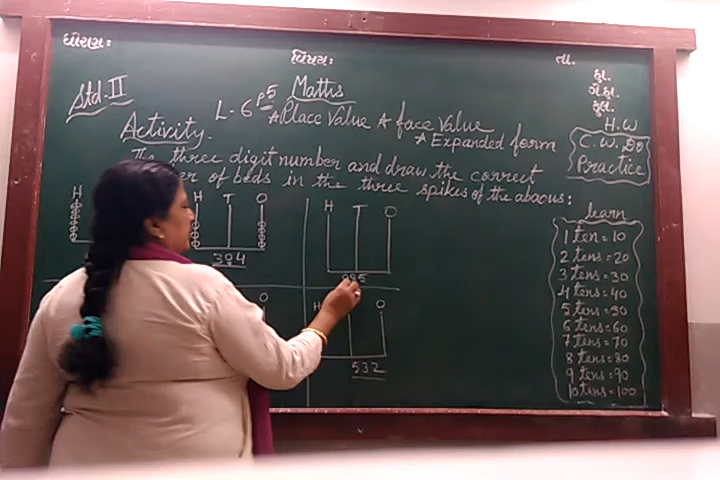 ધોરણ: વિષય: તા.
હા.
ગે.હા.
કુલ.
Std. II
Maths
L-6 P5
* Place Value * face Value
* Expanded form
Activity.
The three digit number and draw the correct
of beds in the three spikes of the abacus:
H.W
C.W. Do
Practice
H
H T O
304
H T O
O
H O
532
learn
1 ten = 10
2 tens = 20
3 tens = 30
4 tens = 40
5 tens = 50
6 tens = 60
7 tens = 70
8 tens = 80
9 tens = 90
10 tens = 100